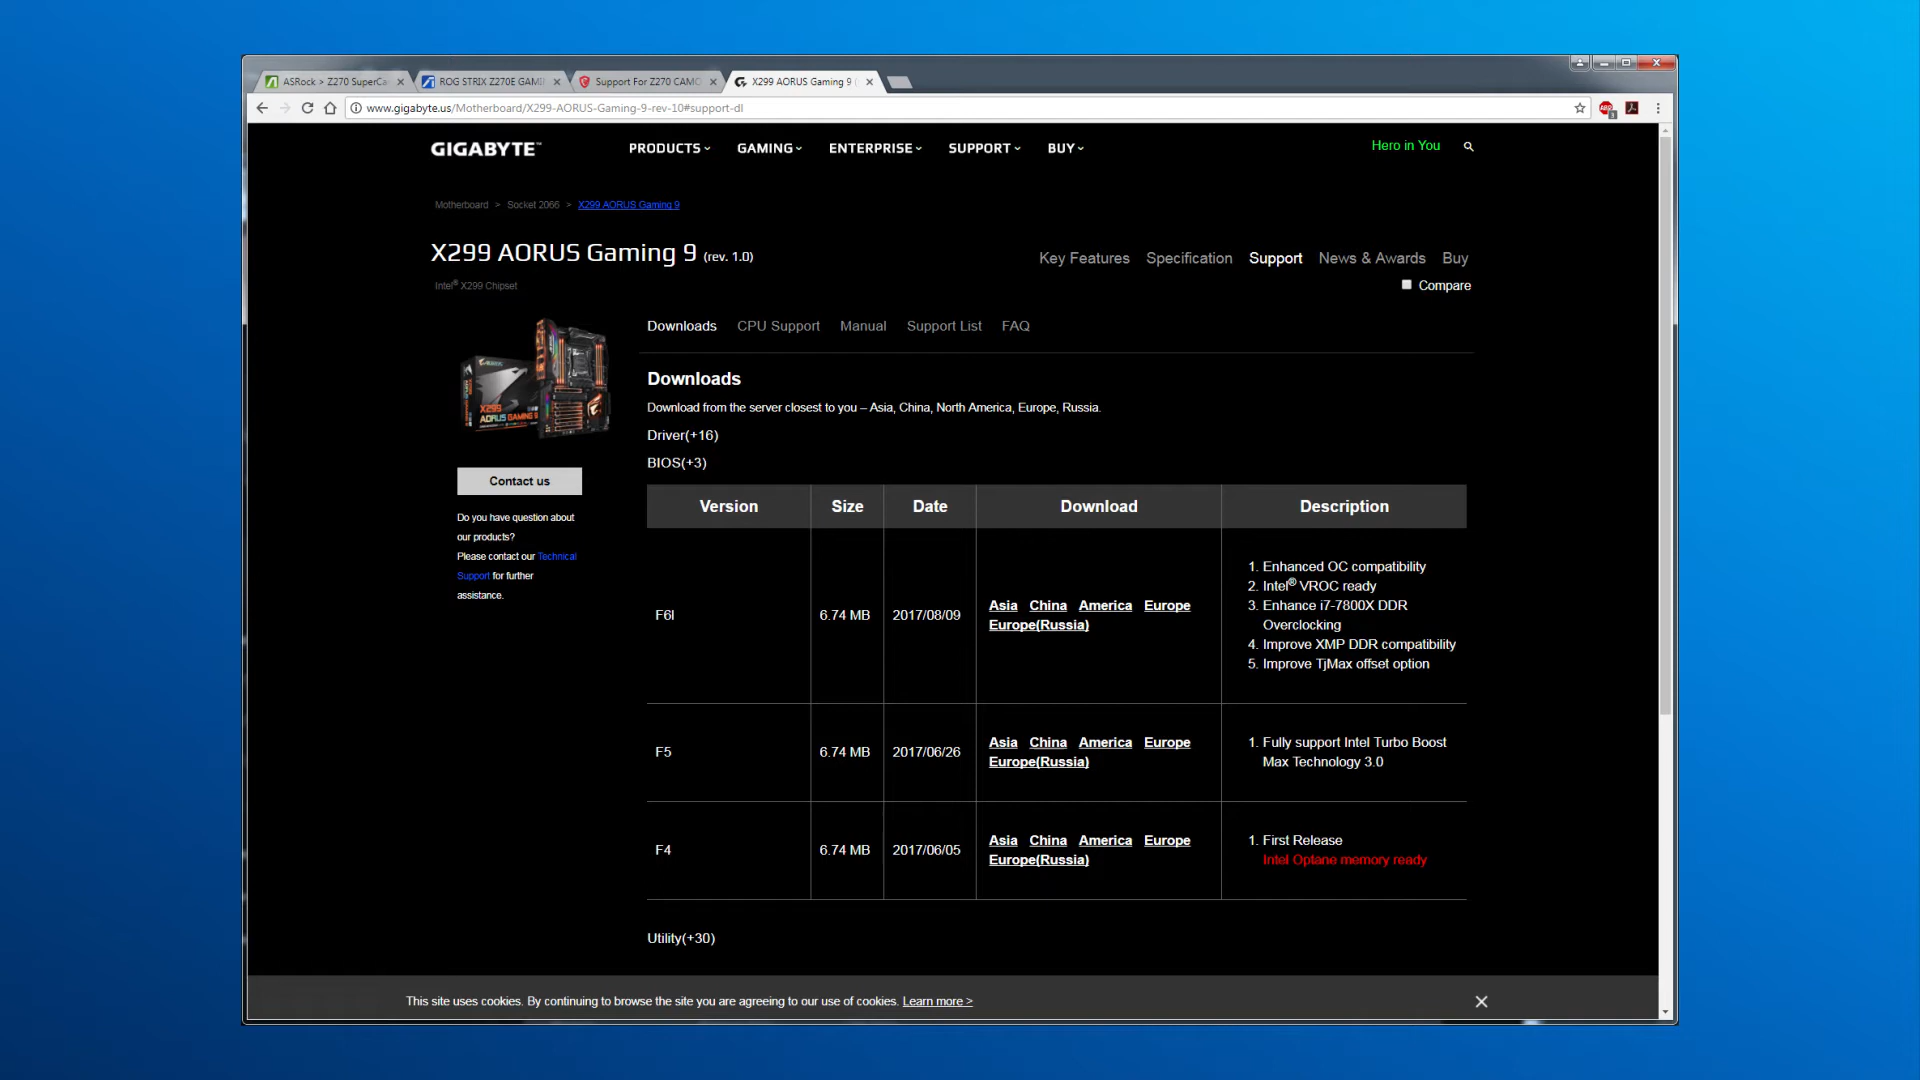 ASRock > Z270 SuperCa
ROG STRIX Z270E GAMI
Support For Z270 CAMO
X299 AORUS Gaming 9 (
www.gigabyte.us/Motherboard/X299-AORUS-Gaming-9-rev-10#support-dl
GIGABYTE™
PRODUCTS GAMING ENTERPRISE SUPPORT BUY
Hero in You
Motherboard > Socket 2066 > X299 AORUS Gaming 9
X299 AORUS Gaming 9 (rev. 1.0)
Key Features Specification Support News & Awards Buy
Intel® X299 Chipset
Compare
Downloads CPU Support Manual Support List FAQ
X299
AORUS GAMING 9
Contact us
Do you have question about
our products?
Please contact our Technical
Support for further
assistance.
Downloads
Download from the server closest to you – Asia, China, North America, Europe, Russia.
Driver(+16)
BIOS(+3)
Version Size Date Download Description
F6l 6.74 MB 2017/08/09
Asia China America Europe
Europe(Russia)
1. Enhanced OC compatibility
2. Intel® VROC ready
3. Enhance i7-7800X DDR
Overclocking
4. Improve XMP DDR compatibility
5. Improve TjMax offset option
F5 6.74 MB 2017/06/26
Asia China America Europe
Europe(Russia)
1. Fully support Intel Turbo Boost
Max Technology 3.0
F4 6.74 MB 2017/06/05
Asia China America Europe
Europe(Russia)
1. First Release
Intel Optane memory ready
Utility(+30)
This site uses cookies. By continuing to browse the site you are agreeing to our use of cookies. Learn more >